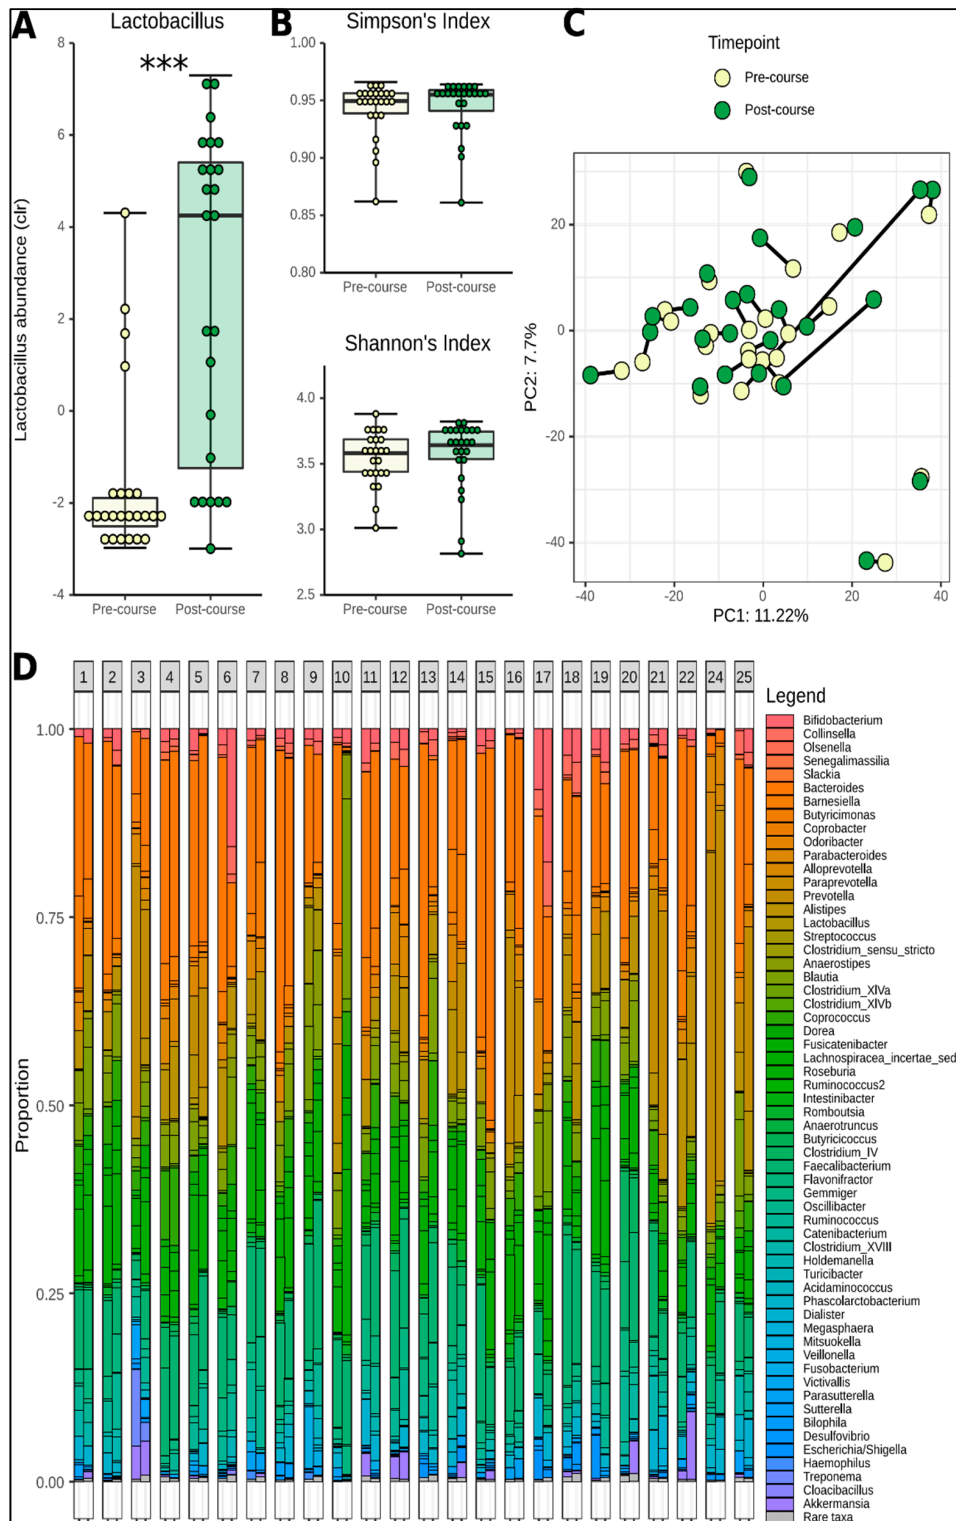 A
Lactobacillus
***
Lactobacillus abundance (clr)
8
6
4
2
0
-2
-4
Pre-course
Post-course
B
Simpson's Index
1.00
0.95
0.90
0.85
0.80
Pre-course
Post-course
Shannon's Index
4.0
3.5
3.0
2.5
Pre-course
Post-course
C
Timepoint
Pre-course
Post-course
PC2: 7.7%
20
0
-20
-40
-40
-20
0
20
40
PC1: 11.22%
D
1 2 3 4 5 6 7 8 9 10 11 12 13 14 15 16 17 18 19 20 21 22 24 25
Proportion
1.00
0.75
0.50
0.25
0.00
Legend
Bifidobacterium
Collinsella
Olsenella
Senegalimassilia
Slackia
Bacteroides
Barnesiella
Butyricimonas
Coprobacter
Odoribacter
Parabacteroides
Alloprevotella
Paraprevotella
Prevotella
Alistipes
Lactobacillus
Streptococcus
Clostridium_sensu_stricto
Anaerostipes
Blautia
Clostridium_XlVa
Clostridium_XlVb
Coprococcus
Dorea
Fusicatenibacter
Lachnospiracea_incertae_sed
Roseburia
Ruminococcus2
Intestinibacter
Romboutsia
Anaerotruncus
Butyricicoccus
Clostridium_IV
Faecalibacterium
Flavonifractor
Gemmiger
Oscillibacter
Ruminococcus
Catenibacterium
Clostridium_XVIII
Holdemanella
Turicibacter
Acidaminococcus
Phascolarctobacterium
Dialister
Megasphaera
Mitsuokella
Veillonella
Fusobacterium
Victivallis
Parasutterella
Sutterella
Bilophila
Desulfovibrio
Escherichia/Shigella
Haemophilus
Treponema
Cloacibacillus
Akkermansia
Rare taxa